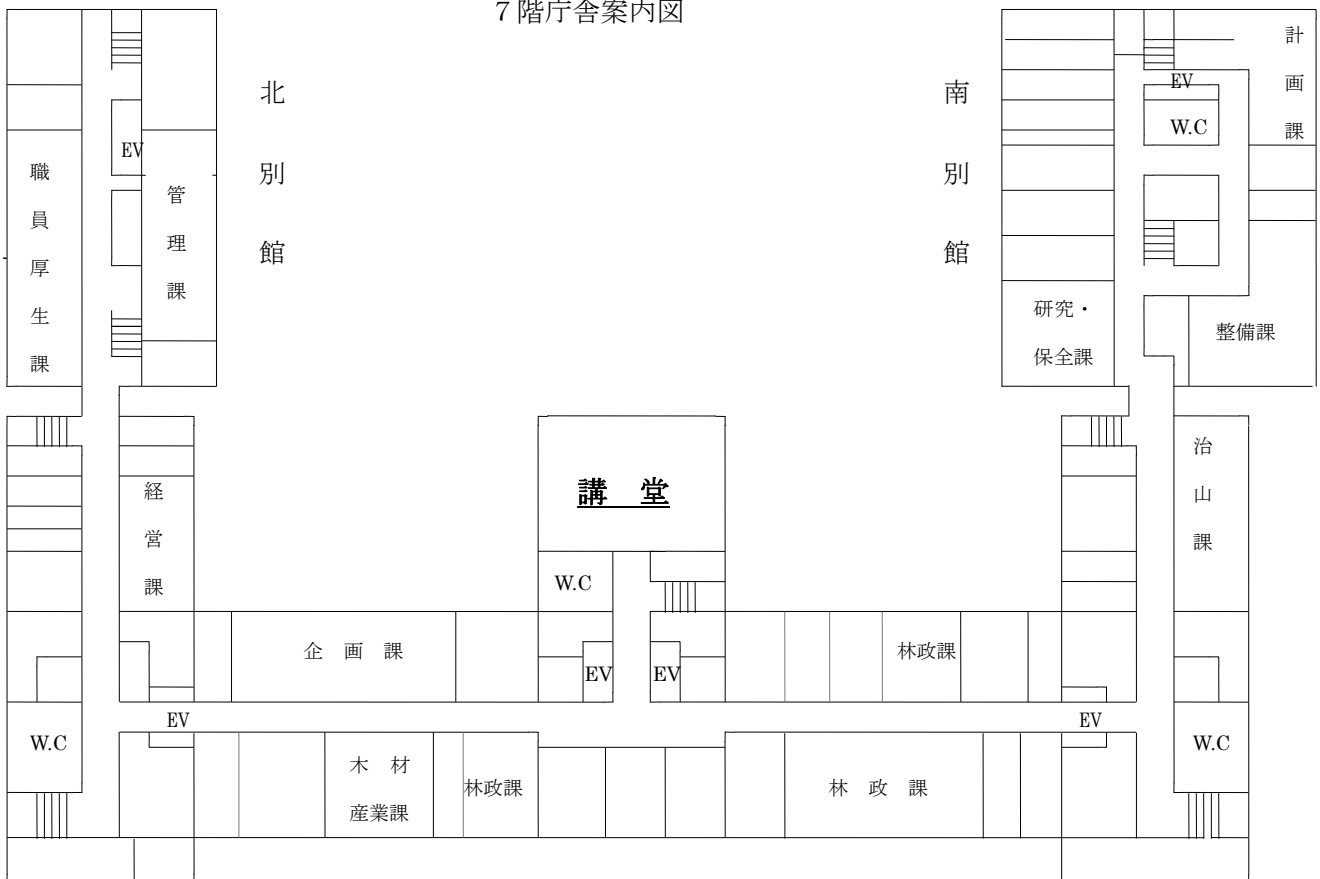 7階庁舎案内図
北別館
南別館
計画課
EV
W.C
EV
職員厚生課
管理課
研究・
保全課
整備課
経営課
講 堂
治山課
W.C
企 画 課
EV
EV
林政課
EV
EV
W.C
木 材
産業課
林政課
林 政 課
W.C